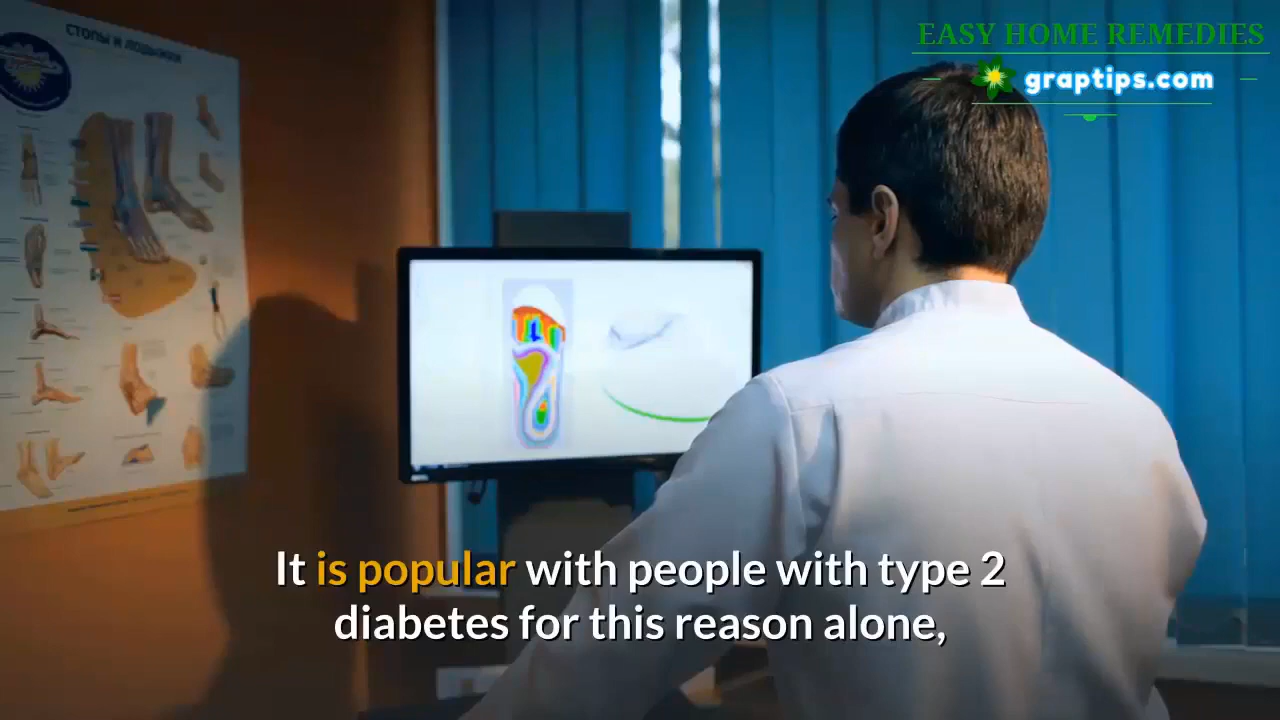 EASY HOME REMEDIES
graptips.com
СТОПЫ И ЛОДЫЖКИ
It is popular with people with type 2
diabetes for this reason alone,